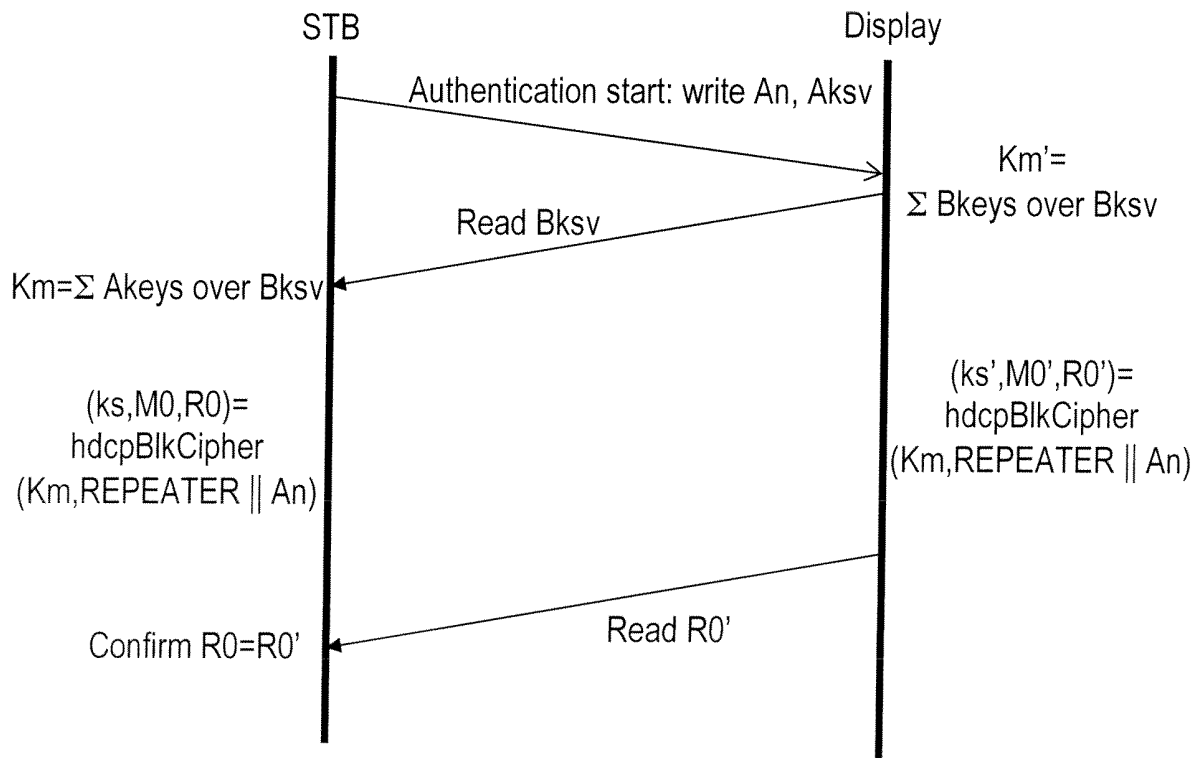 STB
Display
Authentication start: write An, Aksv
Km’=
Σ Bkeys over Bksv
Read Bksv
Km=Σ Akeys over Bksv
(ks,M0,R0)=
hdcpBlkCipher
(Km,REPEATER || An)
(ks’,M0’,R0’)=
hdcpBlkCipher
(Km,REPEATER || An)
Read R0’
Confirm R0=R0’